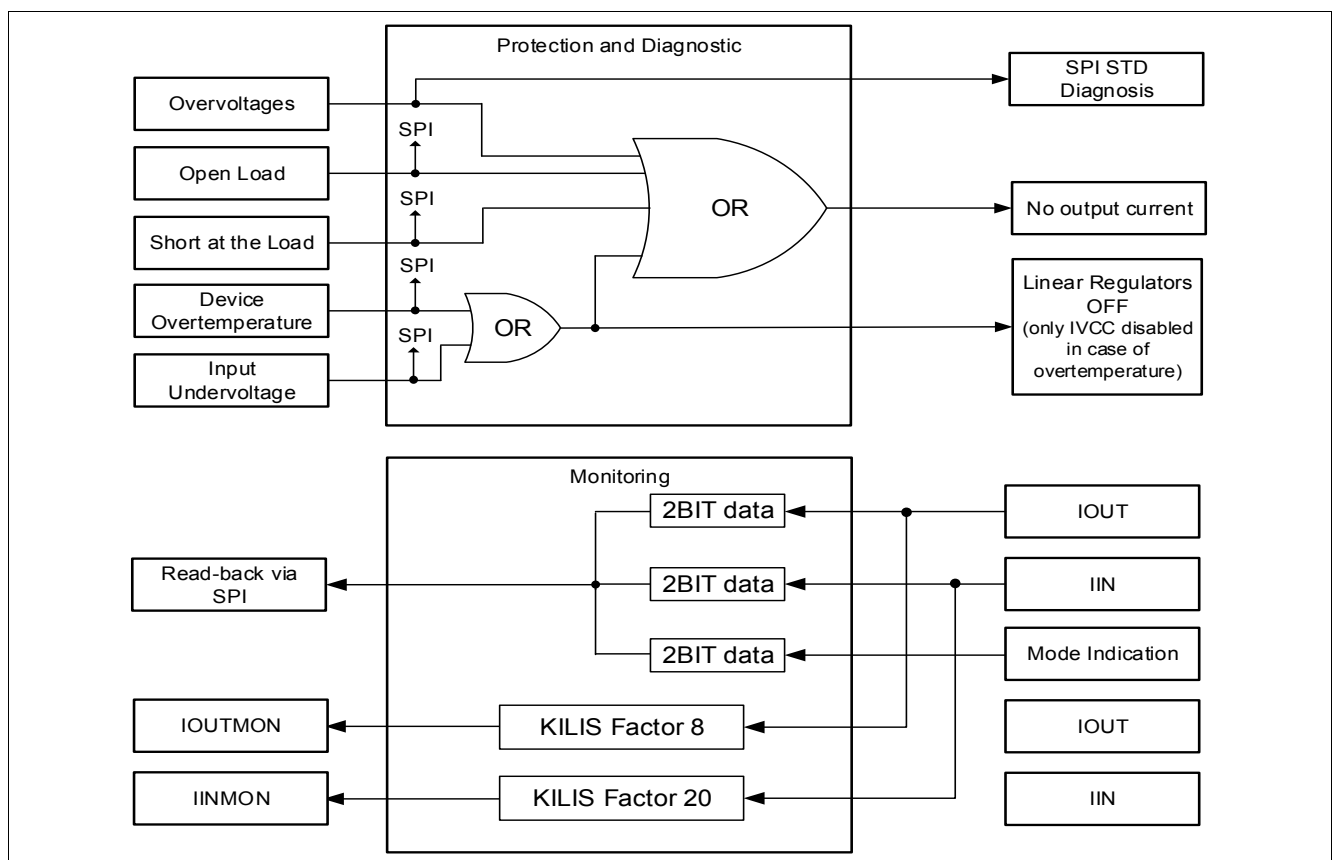 Protection and Diagnostic
Overvoltages
SPI STD
Diagnosis
SPI
Open Load
SPI
OR
No output current
Short at the Load
SPI
Device
Overtemperature
SPI
OR
Linear Regulators
OFF
(only IVCC disabled
in case of
overtemperature)
Input
Undervoltage
Monitoring
2BIT data
IOUT
Read-back via
SPI
2BIT data
IIN
2BIT data
Mode Indication
IOUTMON
KILIS Factor 8
IOUT
IINMON
KILIS Factor 20
IIN